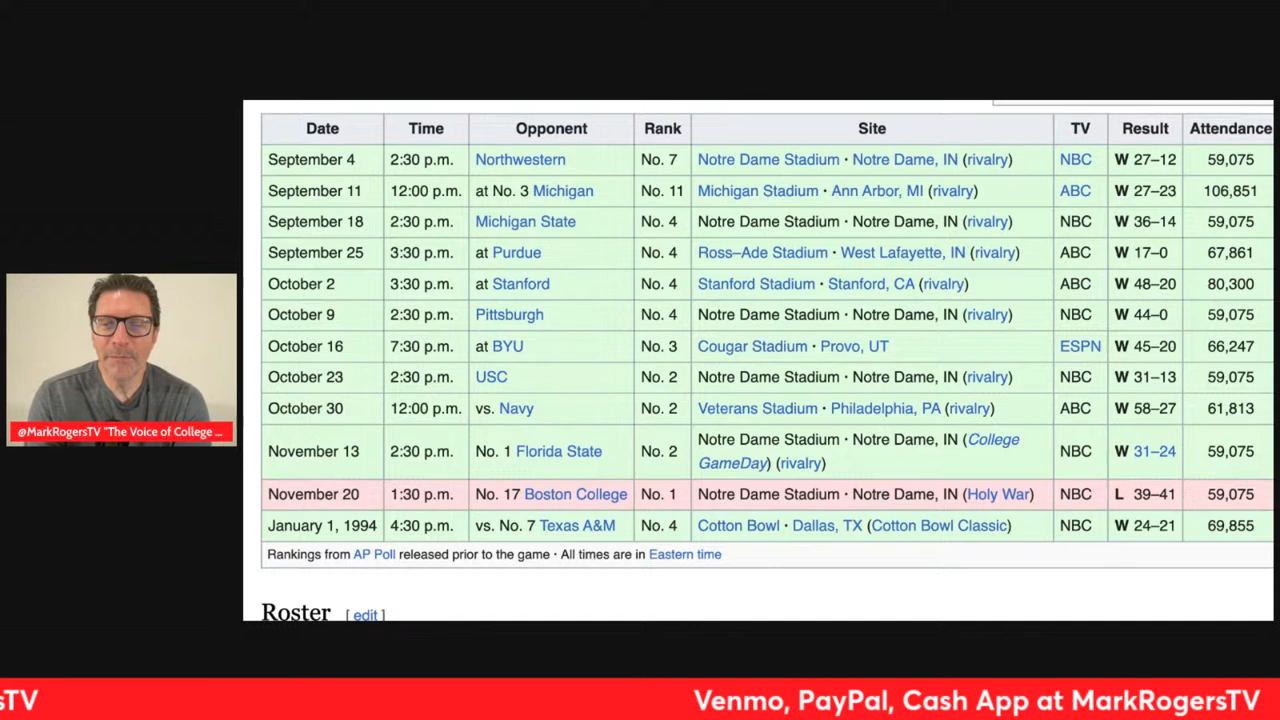 Date Time Opponent Rank Site TV Result Attendance
September 4 2:30 p.m. Northwestern No. 7 Notre Dame Stadium · Notre Dame, IN (rivalry) NBC W 27–12 59,075
September 11 12:00 p.m. at No. 3 Michigan No. 11 Michigan Stadium · Ann Arbor, MI (rivalry) ABC W 27–23 106,851
September 18 2:30 p.m. Michigan State No. 4 Notre Dame Stadium · Notre Dame, IN (rivalry) NBC W 36–14 59,075
September 25 3:30 p.m. at Purdue No. 4 Ross–Ade Stadium · West Lafayette, IN (rivalry) ABC W 17–0 67,861
October 2 3:30 p.m. at Stanford No. 4 Stanford Stadium · Stanford, CA (rivalry) ABC W 48–20 80,300
October 9 2:30 p.m. Pittsburgh No. 4 Notre Dame Stadium · Notre Dame, IN (rivalry) NBC W 44–0 59,075
October 16 7:30 p.m. at BYU No. 3 Cougar Stadium · Provo, UT ESPN W 45–20 66,247
October 23 2:30 p.m. USC No. 2 Notre Dame Stadium · Notre Dame, IN (rivalry) NBC W 31–13 59,075
October 30 12:00 p.m. vs. Navy No. 2 Veterans Stadium · Philadelphia, PA (rivalry) ABC W 58–27 61,813
November 13 2:30 p.m. No. 1 Florida State No. 2 Notre Dame Stadium · Notre Dame, IN (College GameDay) (rivalry) NBC W 31–24 59,075
November 20 1:30 p.m. No. 17 Boston College No. 1 Notre Dame Stadium · Notre Dame, IN (Holy War) NBC L 39–41 59,075
January 1, 1994 4:30 p.m. vs. No. 7 Texas A&M No. 4 Cotton Bowl · Dallas, TX (Cotton Bowl Classic) NBC W 24–21 69,855
Rankings from AP Poll released prior to the game · All times are in Eastern time
Roster [ edit ]
@MarkRogersTV "The Voice of College ...
sTV Venmo, PayPal, Cash App at MarkRogersTV